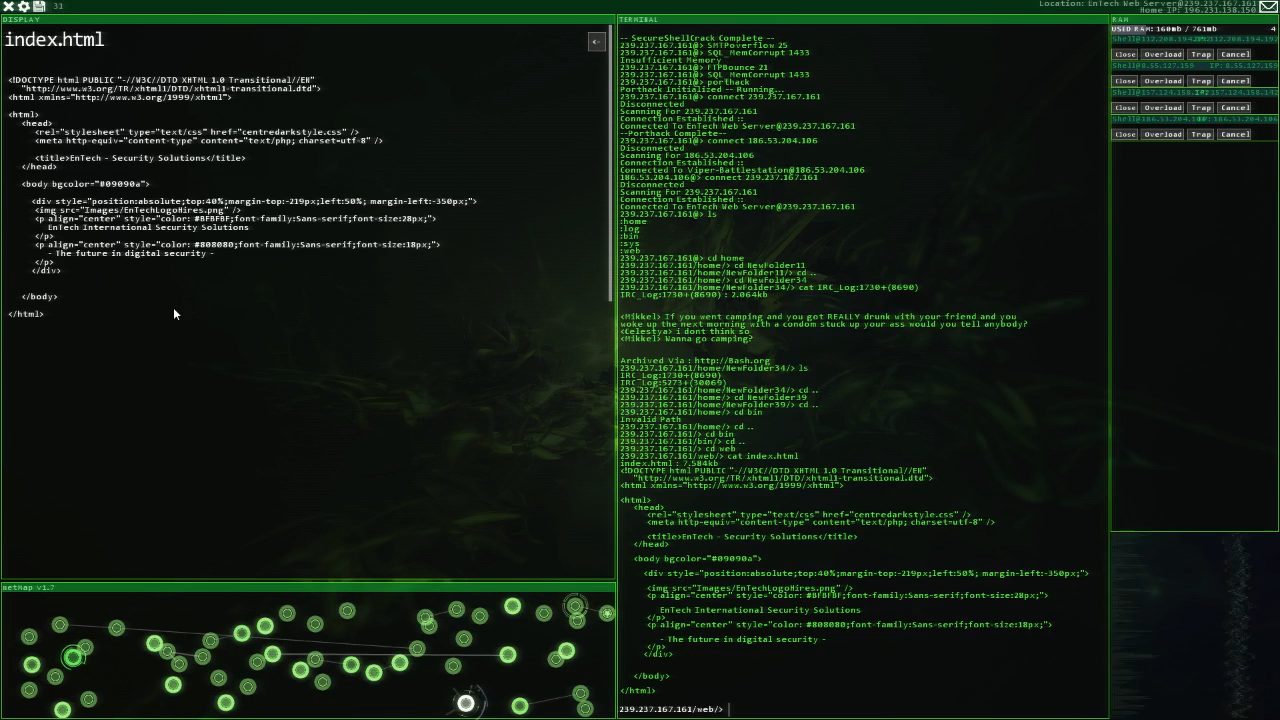 31
Location: EnTech Web Server@239.237.167.161
Home IP: 196.231.138.150
DISPLAY
index.html
<-
<!DOCTYPE html PUBLIC "-//W3C//DTD XHTML 1.0 Transitional//EN"
"http://www.w3.org/TR/xhtml1/DTD/xhtml1-transitional.dtd">
<html xmlns="http://www.w3.org/1999/xhtml">
<html>
<head>
<rel="stylesheet" type="text/css" href="centredarkstyle.css" />
<meta http-equiv="content-type" content="text/php; charset=utf-8" />
<title>EnTech - Security Solutions</title>
</head>
<body bgcolor="#09090a">
<div style="position:absolute;top:40%;margin-top:-219px;left:50%; margin-left:-350px;">
<img src="Images/EnTechLogoHires.png" />
<p align="center" style="color: #BFBFBF;font-family:Sans-serif;font-size:28px;">
EnTech International Security Solutions
</p>
<p align="center" style="color: #808080;font-family:Sans-serif;font-size:18px;">
- The future in digital security -
</p>
</div>
</body>
</html>
netMap v1.7
TERMINAL
-- SecureShellCrack Complete --
239.237.167.161@> SMTPoverflow 25
239.237.167.161@> SQL_MemCorrupt 1433
Insufficient Memory
239.237.167.161@> FTPBounce 21
239.237.167.161@> SQL_MemCorrupt 1433
239.237.167.161@> porthack
Porthack Initialized -- Running...
239.237.167.161@> connect 239.237.167.161
Disconnected
Scanning For 239.237.167.161
Connection Established ::
Connected To EnTech Web Server@239.237.167.161
--Porthack Complete--
239.237.167.161@> connect 186.53.204.106
Disconnected
Scanning For 186.53.204.106
Connection Established ::
Connected To Viper-Battlestation@186.53.204.106
186.53.204.106@> connect 239.237.167.161
Disconnected
Scanning For 239.237.167.161
Connection Established ::
Connected To EnTech Web Server@239.237.167.161
239.237.167.161@> ls
:home
:log
:bin
:sys
:web
239.237.167.161@> cd home
239.237.167.161/home/> cd NewFolder11
239.237.167.161/home/NewFolder11/> cd ..
239.237.167.161/home/> cd NewFolder34
239.237.167.161/home/NewFolder34/> cat IRC_Log:1730+(8690)
IRC_Log:1730+(8690) : 2.064kb
<Mikkel> If you went camping and you got REALLY drunk with your friend and you
woke up the next morning with a condom stuck up your ass would you tell anybody?
<Celestya> i dont think so
<Mikkel> Wanna go camping?
Archived Via : http://Bash.org
239.237.167.161/home/NewFolder34/> ls
IRC_Log:1730+(8690)
IRC_Log:5273+(30069)
239.237.167.161/home/NewFolder34/> cd ..
239.237.167.161/home/> cd NewFolder39
239.237.167.161/home/NewFolder39/> cd ..
239.237.167.161/home/> cd bin
Invalid Path
239.237.167.161/home/> cd ..
239.237.167.161/> cd bin
239.237.167.161/bin/> cd ..
239.237.167.161/> cd web
239.237.167.161/web/> cat index.html
index.html : 7.584kb
<!DOCTYPE html PUBLIC "-//W3C//DTD XHTML 1.0 Transitional//EN"
"http://www.w3.org/TR/xhtml1/DTD/xhtml1-transitional.dtd">
<html xmlns="http://www.w3.org/1999/xhtml">
<html>
<head>
<rel="stylesheet" type="text/css" href="centredarkstyle.css" />
<meta http-equiv="content-type" content="text/php; charset=utf-8" />
<title>EnTech - Security Solutions</title>
</head>
<body bgcolor="#09090a">
<div style="position:absolute;top:40%;margin-top:-219px;left:50%; margin-left:-350px;">
<img src="Images/EnTechLogoHires.png" />
<p align="center" style="color: #BFBFBF;font-family:Sans-serif;font-size:28px;">
EnTech International Security Solutions
</p>
<p align="center" style="color: #808080;font-family:Sans-serif;font-size:18px;">
- The future in digital security -
</p>
</div>
</body>
</html>
239.237.167.161/web/>
RAM
USED RAM: 160mb / 761mb 4
Close Overload Trap Cancel
Shell@8.55.127.159 IP: 8.55.127.159
Close Overload Trap Cancel
Close Overload Trap Cancel
Close Overload Trap Cancel